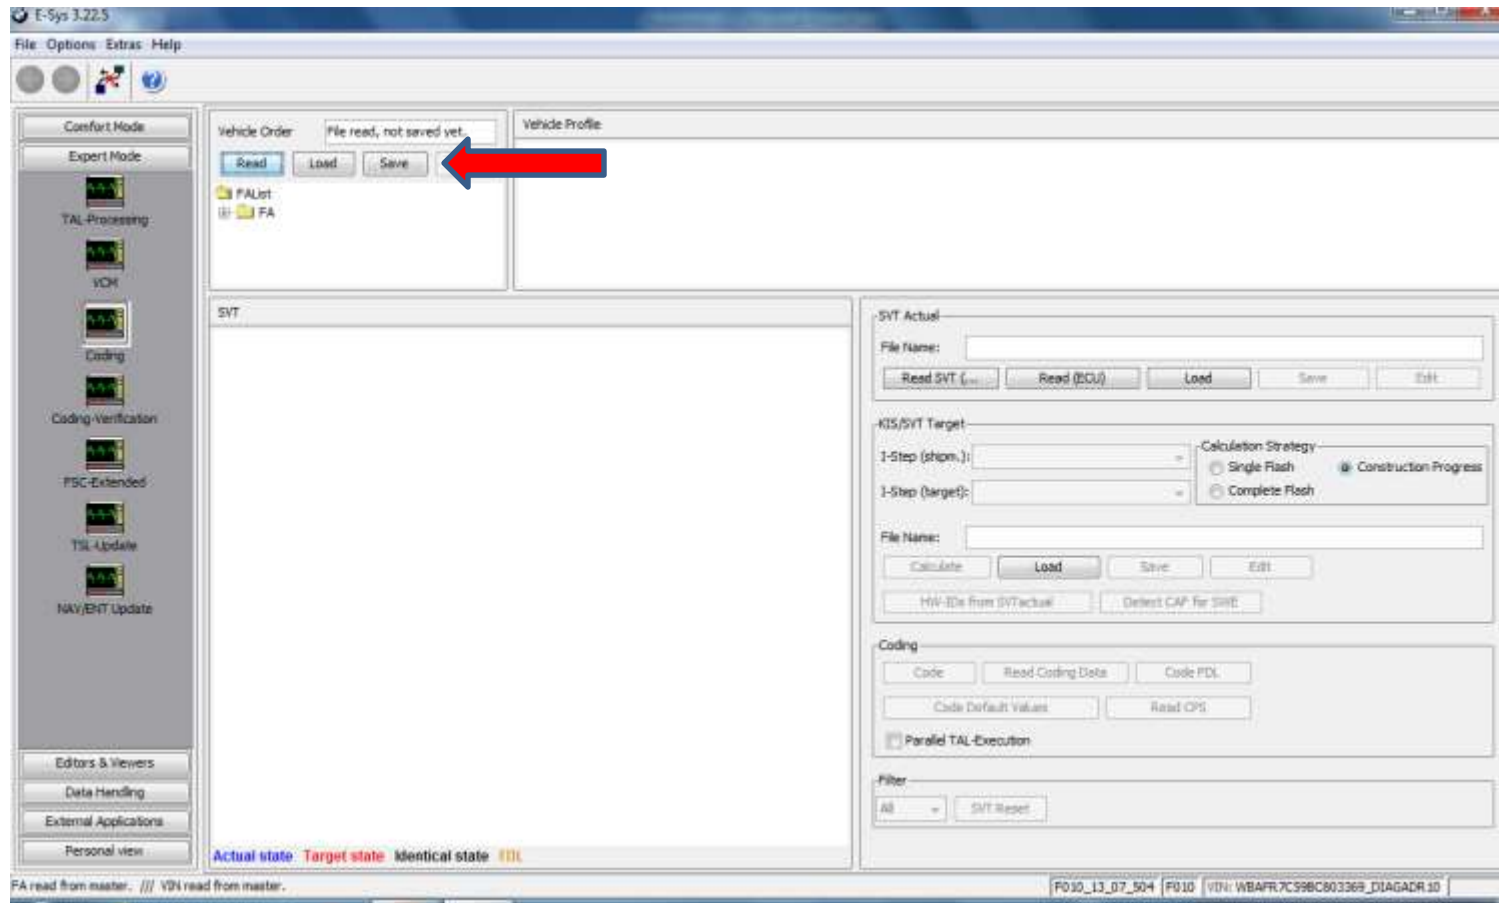 E-Sys 3.22.5
File Options Extras Help
Comfort Mode
Expert Mode
TAL-Processing
VCM
Coding
Coding-Verification
FSC-Extended
TSL-Update
NAV/ENT Update
Editors & Viewers
Data Handling
External Applications
Personal view
Vehicle Order File read, not saved yet.
Read Load Save
FAList
FA
Vehicle Profile
SVT
Actual state Target state Identical state FDL
SVT Actual
File Name:
Read SVT (... Read (ECU) Load Save Edit
KIS/SVT Target
I-Step (shipm.):
I-Step (target):
Calculation Strategy
Single Flash Construction Progress
Complete Flash
File Name:
Calculate Load Save Edit
HW-IDs from SVTactual Detect CAF for SWE
Coding
Code Read Coding Data Code FDL
Code Default Values Read CPS
Parallel TAL-Execution
Filter
All SVT Reset
FA read from master. /// VIN read from master.
F010_13_07_504 F010 VIN: WBAFR7C59BC803369_DIAGADR10